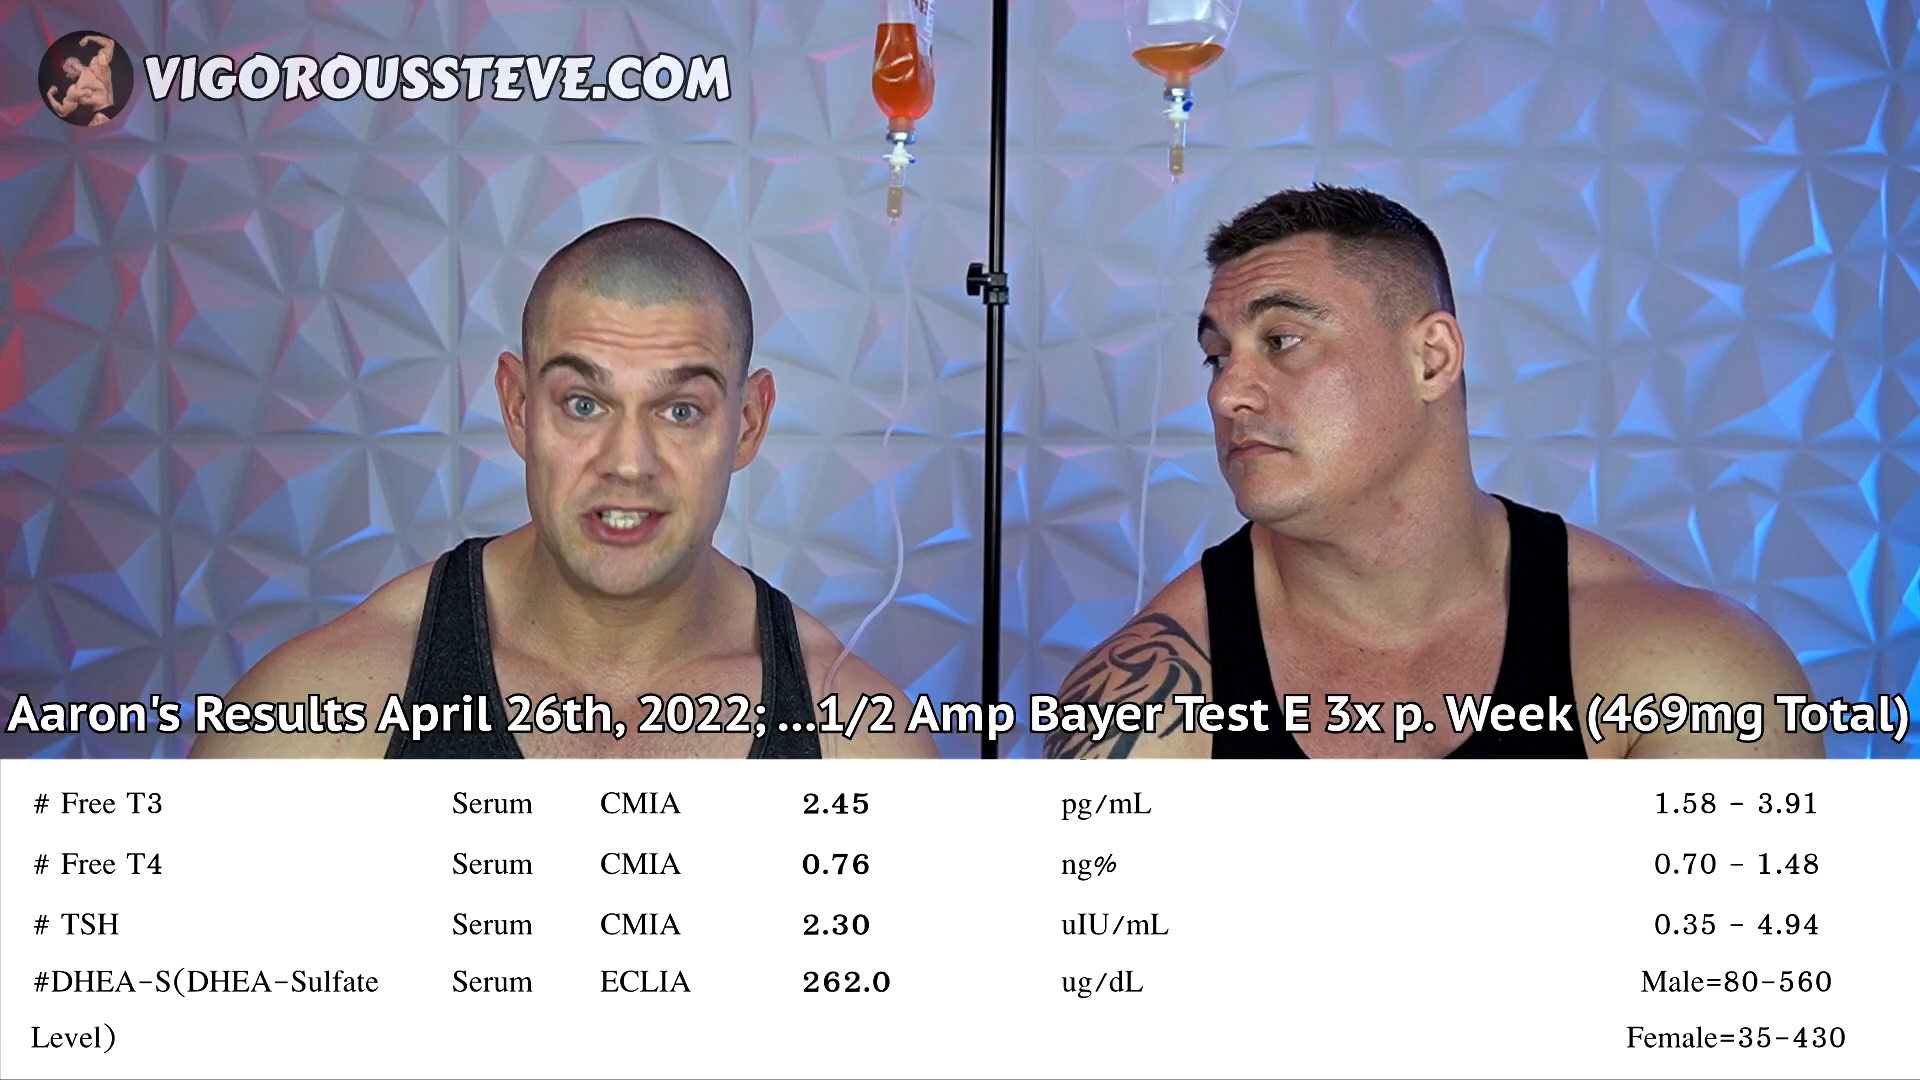 VIGOROUSSTEVE.COM
Aaron's Results April 26th, 2022; ...1/2 Amp Bayer Test E 3x p. Week (469mg Total)
# Free T3 Serum CMIA 2.45 pg/mL 1.58 - 3.91
# Free T4 Serum CMIA 0.76 ng% 0.70 - 1.48
# TSH Serum CMIA 2.30 uIU/mL 0.35 - 4.94
#DHEA-S(DHEA-Sulfate Serum ECLIA 262.0 ug/dL Male=80-560
Level) Female=35-430